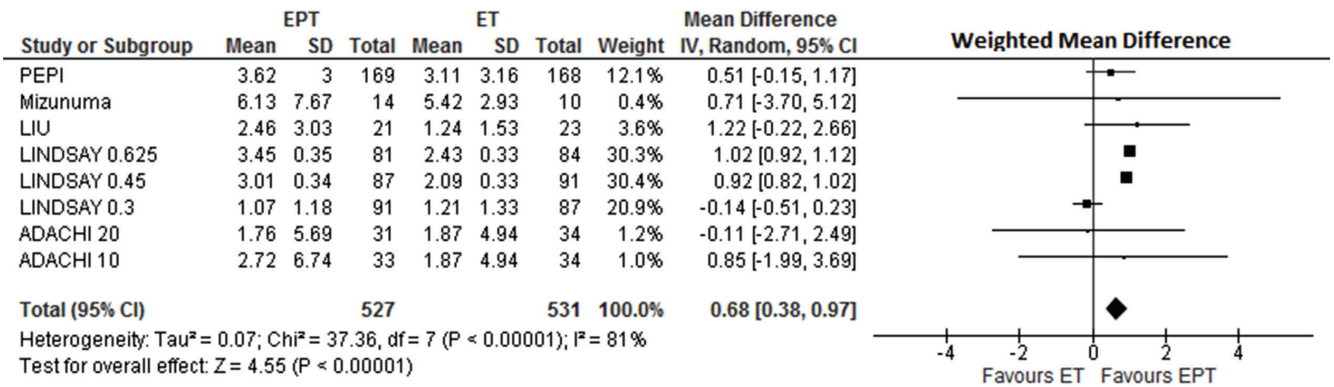 EPT ET Mean Difference
Study or Subgroup Mean SD Total Mean SD Total Weight IV, Random, 95% CI Weighted Mean Difference
PEPI 3.62 3 169 3.11 3.16 168 12.1% 0.51 [-0.15, 1.17]
Mizunuma 6.13 7.67 14 5.42 2.93 10 0.4% 0.71 [-3.70, 5.12]
LIU 2.46 3.03 21 1.24 1.53 23 3.6% 1.22 [-0.22, 2.66]
LINDSAY 0.625 3.45 0.35 81 2.43 0.33 84 30.3% 1.02 [0.92, 1.12]
LINDSAY 0.45 3.01 0.34 87 2.09 0.33 91 30.4% 0.92 [0.82, 1.02]
LINDSAY 0.3 1.07 1.18 91 1.21 1.33 87 20.9% -0.14 [-0.51, 0.23]
ADACHI 20 1.76 5.69 31 1.87 4.94 34 1.2% -0.11 [-2.71, 2.49]
ADACHI 10 2.72 6.74 33 1.87 4.94 34 1.0% 0.85 [-1.99, 3.69]
Total (95% CI) 527 531 100.0% 0.68 [0.38, 0.97]
Heterogeneity: Tau² = 0.07; Chi² = 37.36, df = 7 (P < 0.00001); I² = 81%
Test for overall effect: Z = 4.55 (P < 0.00001)
-4 -2 0 2 4
Favours ET Favours EPT